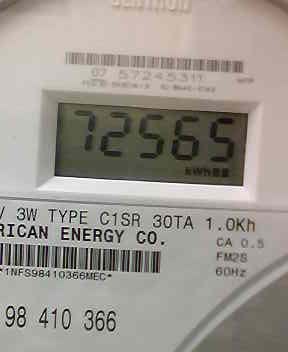 CENTRON
07 57245311
72565
kWh
V 3W TYPE C1SR 30TA 1.0Kh
RICAN ENERGY CO.
CA 0.5
FM2S
60Hz
*1NFS98410366MEC*
98 410 366